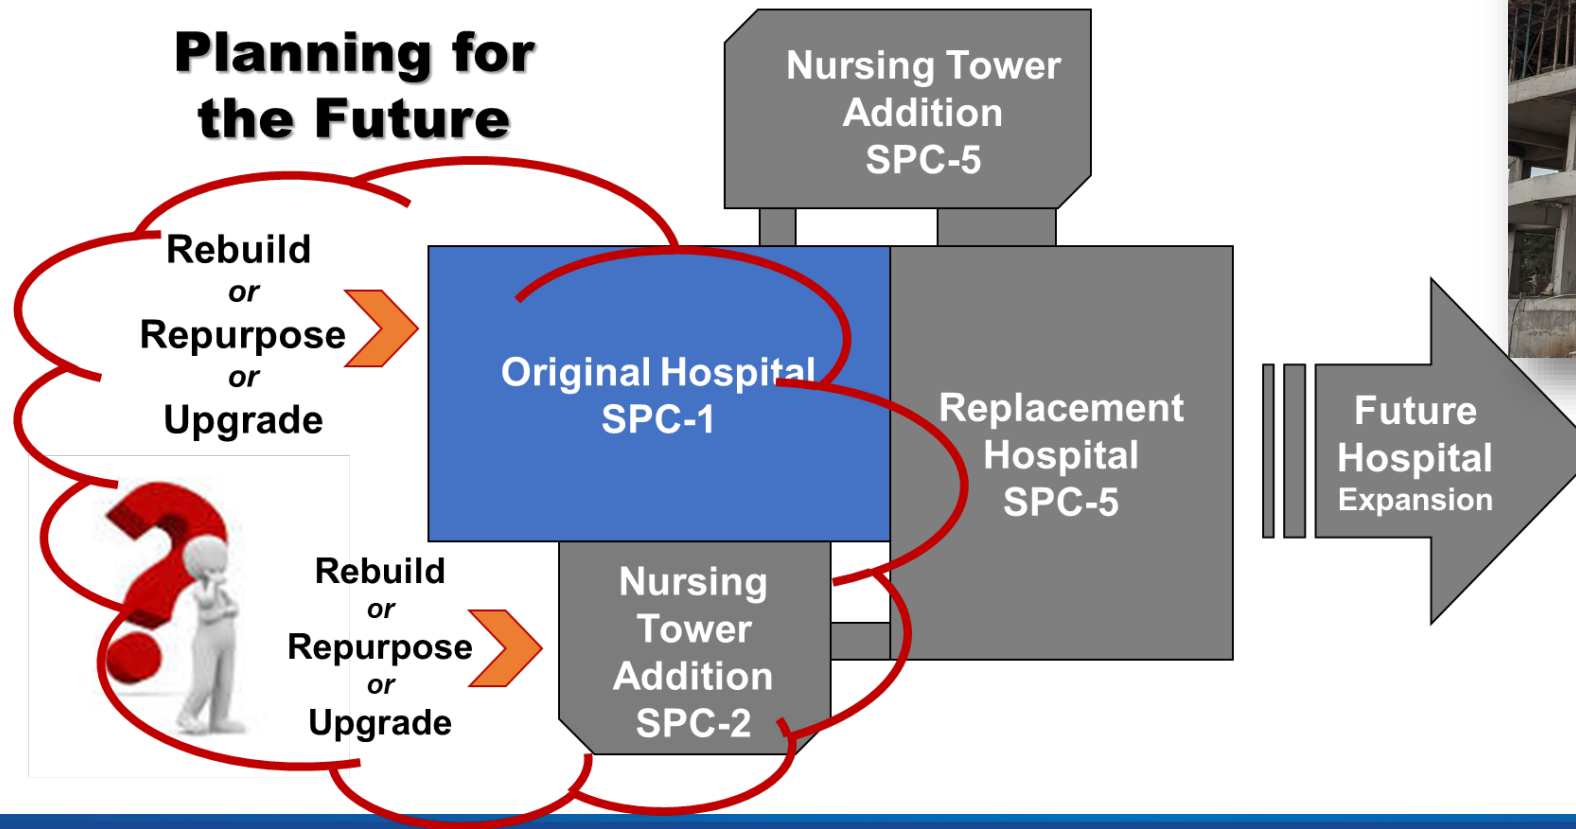 Planning for
the Future
Nursing Tower
Addition
SPC-5
Rebuild
or
Repurpose
or
Upgrade
Original Hospital
SPC-1
Replacement
Hospital
SPC-5
Future
Hospital
Expansion
Rebuild
or
Repurpose
or
Upgrade
Nursing
Tower
Addition
SPC-2